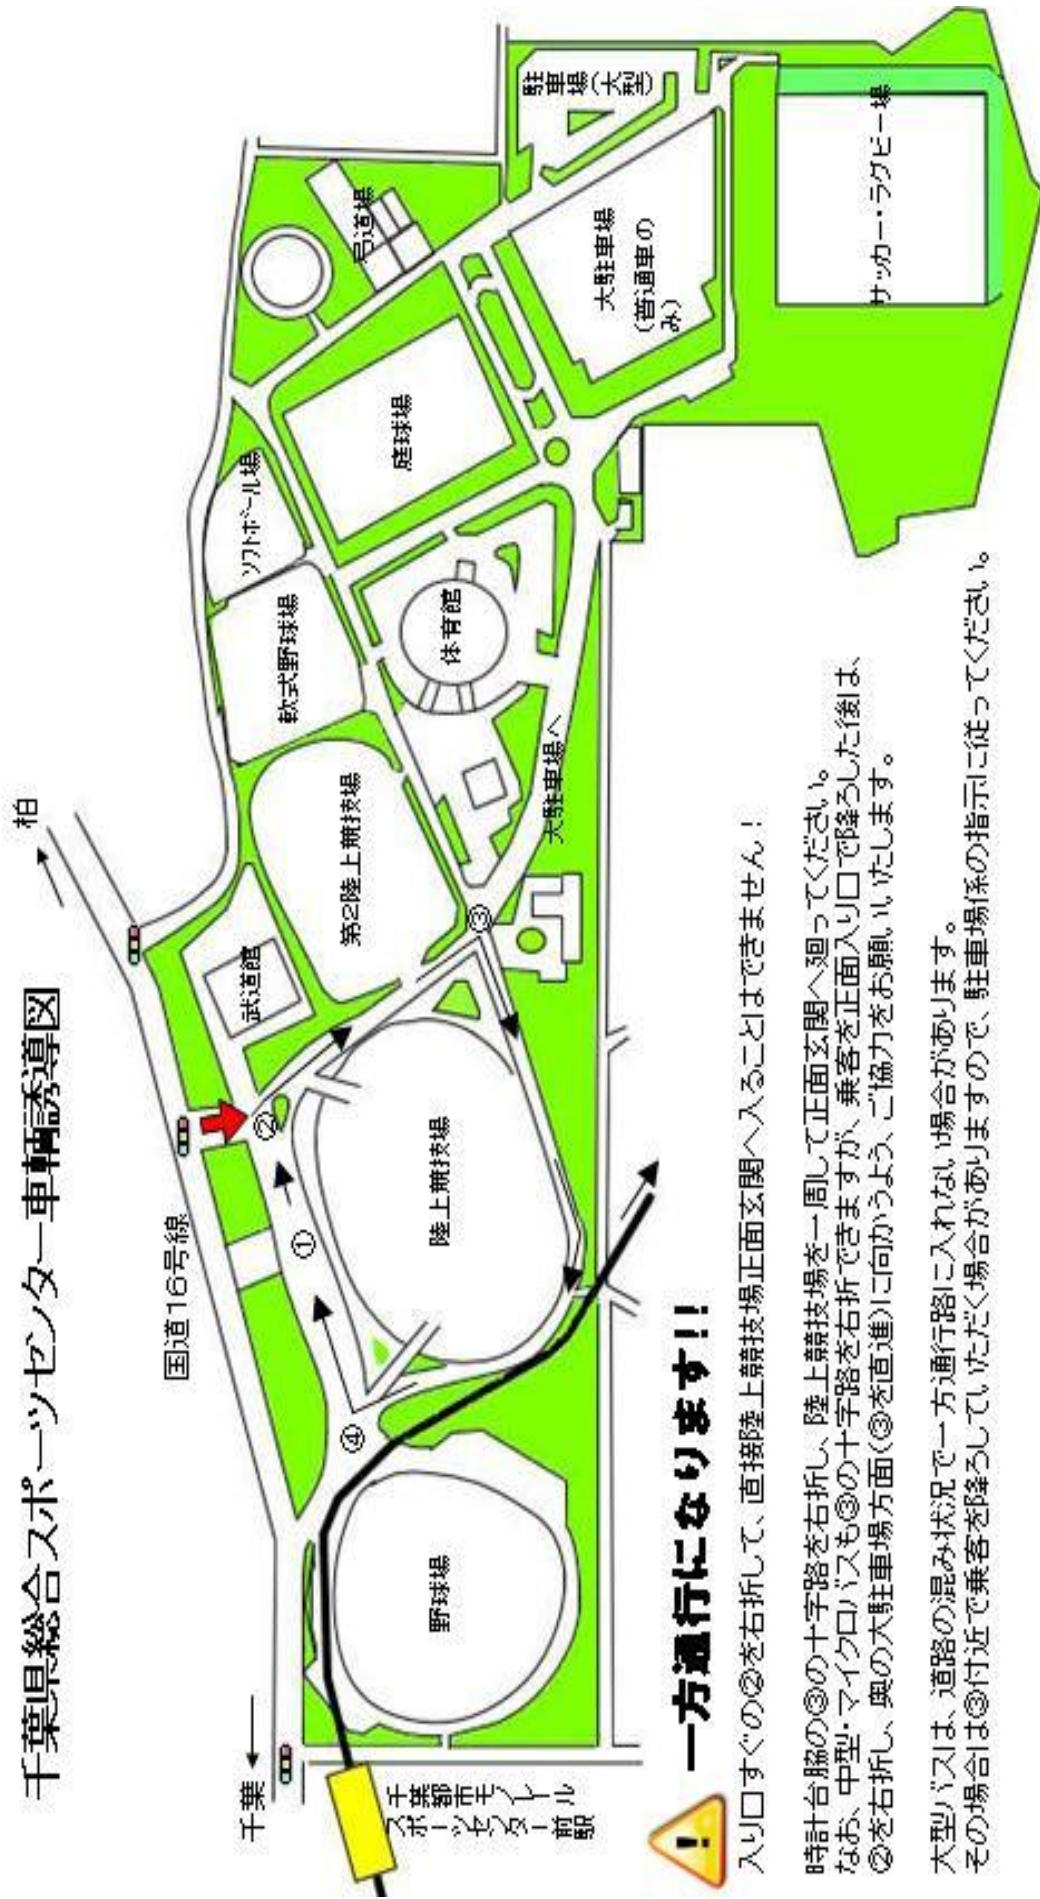 千葉県総合スポーツセンター車輌誘導図
柏
国道16号線
千葉
千葉都市モノレール
スポーツセンター前駅
野球場
陸上競技場
①
②
③
④
武道館
第2陸上競技場
軟式野球場
ソフトボール場
体育館
庭球場
弓道場
大駐車場へ
大駐車場
(普通車の
み)
駐車
場(大型)
サッカー・ラグビー場
一方通行になります!!
入り口すぐの②を右折して、直接陸上競技場正面玄関へ入ることはできません!
時計台脇の③の十字路を右折し、陸上競技場を一周して正面玄関へ廻ってください。
なお、中型・マイクロバスも③の十字路を右折できますが、乗客を正面入り口で降ろした後は、
②を右折し、奥の大駐車場方面(③を直進)に向かうよう、ご協力をお願いいたします。
大型バスは、道路の混み状況で一方通行路に入れない場合があります。
その場合は③付近で乗客を降ろしていただく場合がありますので、駐車場係の指示に従ってください。